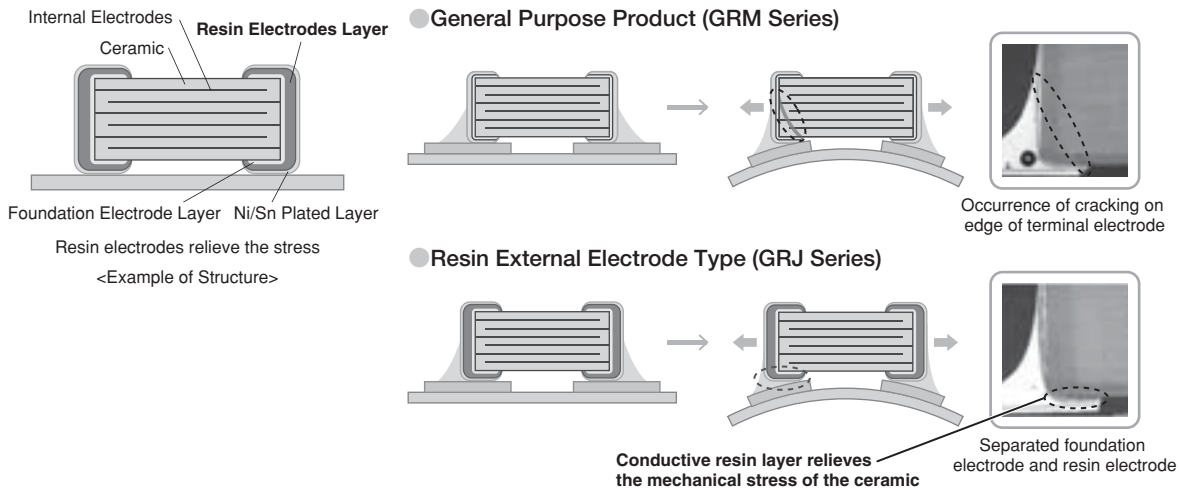 Internal Electrodes
Resin Electrodes Layer
Ceramic
Foundation Electrode Layer
Ni/Sn Plated Layer
Resin electrodes relieve the stress
<Example of Structure>
General Purpose Product (GRM Series)
Occurrence of cracking on
edge of terminal electrode
Resin External Electrode Type (GRJ Series)
Conductive resin layer relieves
the mechanical stress of the ceramic
Separated foundation
electrode and resin electrode